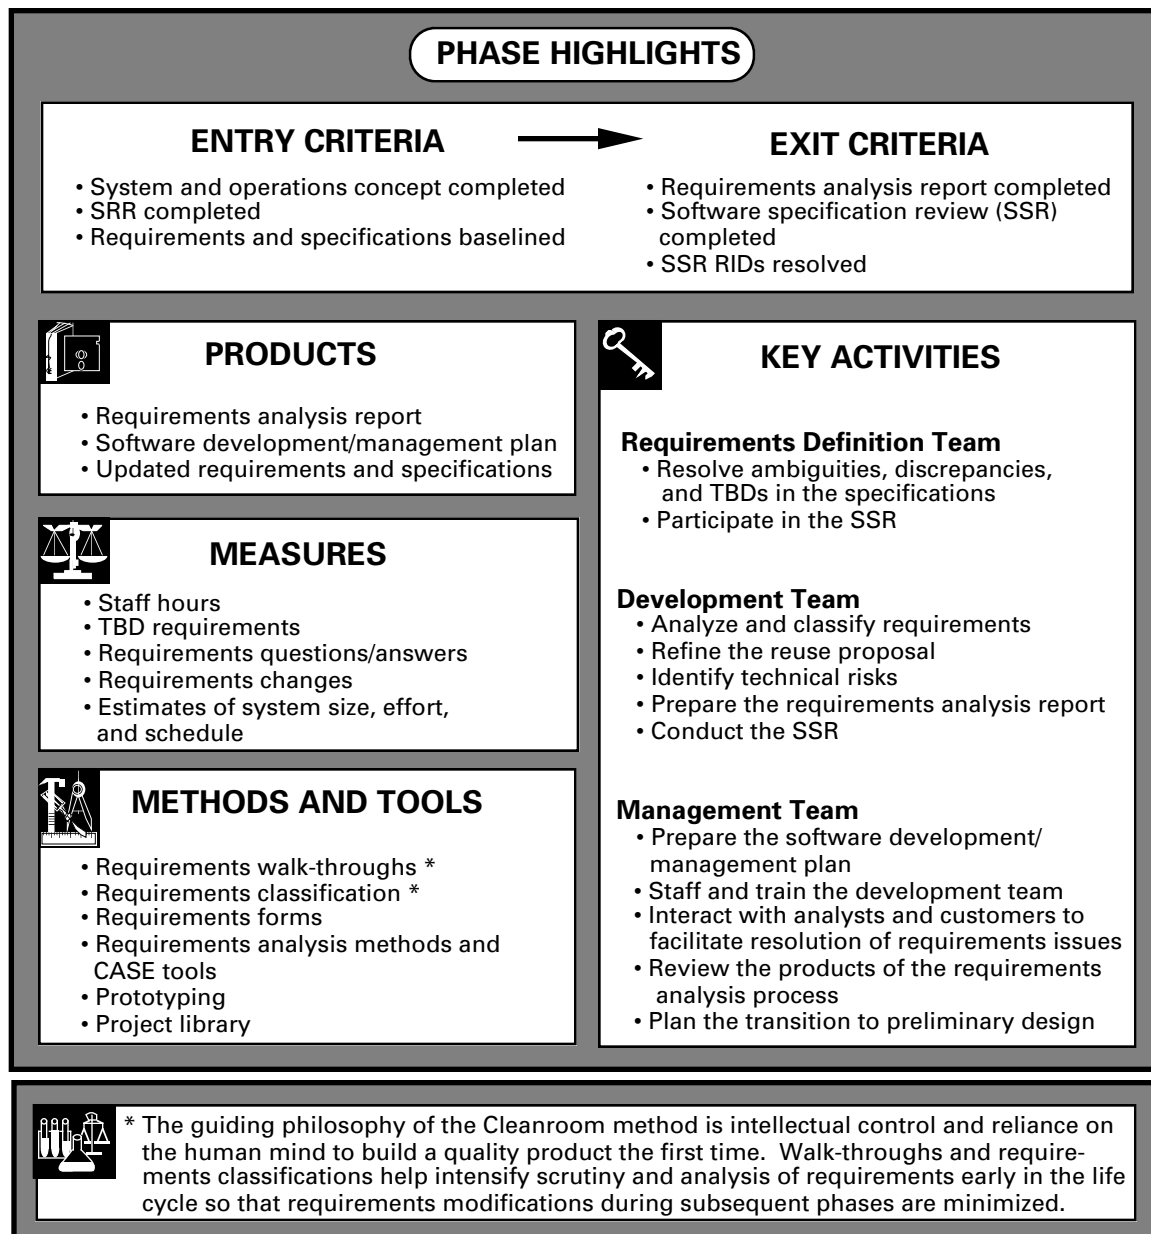 PHASE HIGHLIGHTS
ENTRY CRITERIA
• System and operations concept completed
• SRR completed
• Requirements and specifications baselined
EXIT CRITERIA
• Requirements analysis report completed
• Software specification review (SSR)
completed
• SSR RIDs resolved
PRODUCTS
• Requirements analysis report
• Software development/management plan
• Updated requirements and specifications
MEASURES
• Staff hours
• TBD requirements
• Requirements questions/answers
• Requirements changes
• Estimates of system size, effort,
and schedule
METHODS AND TOOLS
• Requirements walk-throughs *
• Requirements classification *
• Requirements forms
• Requirements analysis methods and
CASE tools
• Prototyping
• Project library
KEY ACTIVITIES
Requirements Definition Team
• Resolve ambiguities, discrepancies,
and TBDs in the specifications
• Participate in the SSR
Development Team
• Analyze and classify requirements
• Refine the reuse proposal
• Identify technical risks
• Prepare the requirements analysis report
• Conduct the SSR
Management Team
• Prepare the software development/
management plan
• Staff and train the development team
• Interact with analysts and customers to
facilitate resolution of requirements issues
• Review the products of the requirements
analysis process
• Plan the transition to preliminary design
* The guiding philosophy of the Cleanroom method is intellectual control and reliance on
the human mind to build a quality product the first time. Walk-throughs and require-
ments classifications help intensify scrutiny and analysis of requirements early in the life
cycle so that requirements modifications during subsequent phases are minimized.